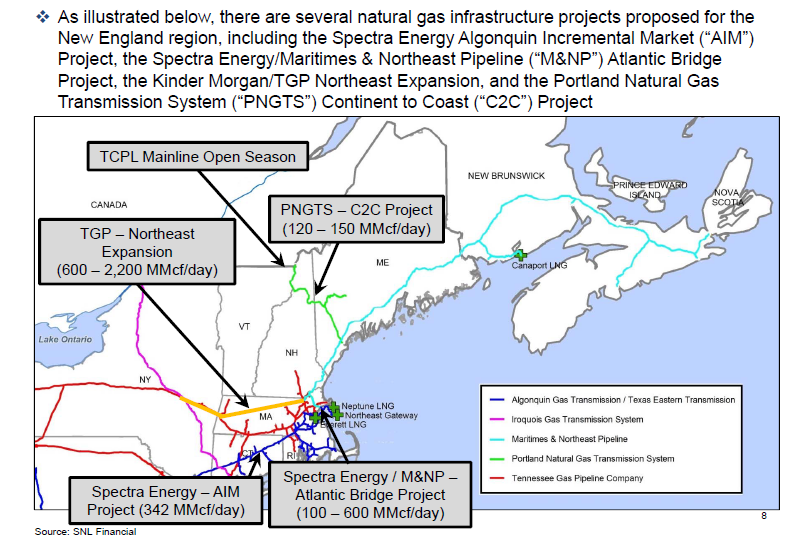 ❖ As illustrated below, there are several natural gas infrastructure projects proposed for the
New England region, including the Spectra Energy Algonquin Incremental Market (“AIM”)
Project, the Spectra Energy/Maritimes & Northeast Pipeline (“M&NP”) Atlantic Bridge
Project, the Kinder Morgan/TGP Northeast Expansion, and the Portland Natural Gas
Transmission System (“PNGTS”) Continent to Coast (“C2C”) Project
TCPL Mainline Open Season
NEW BRUNSWICK
PRINCE EDWARD
ISLAND
NOVA
SCOTIA
CANADA
PNGTS – C2C Project
(120 – 150 MMcf/day)
TGP – Northeast
Expansion
(600 – 2,200 MMcf/day)
ME
Canaport LNG
VT
Lake Ontario
NH
NY
MA
Neptune LNG
Northeast Gateway
Everett LNG
CT
RI
Algonquin Gas Transmission / Texas Eastern Transmission
Iroquois Gas Transmission System
Maritimes & Northeast Pipeline
Portland Natural Gas Transmission System
Tennessee Gas Pipeline Company
Spectra Energy – AIM
Project (342 MMcf/day)
Spectra Energy / M&NP –
Atlantic Bridge Project
(100 – 600 MMcf/day)
8
Source: SNL Financial